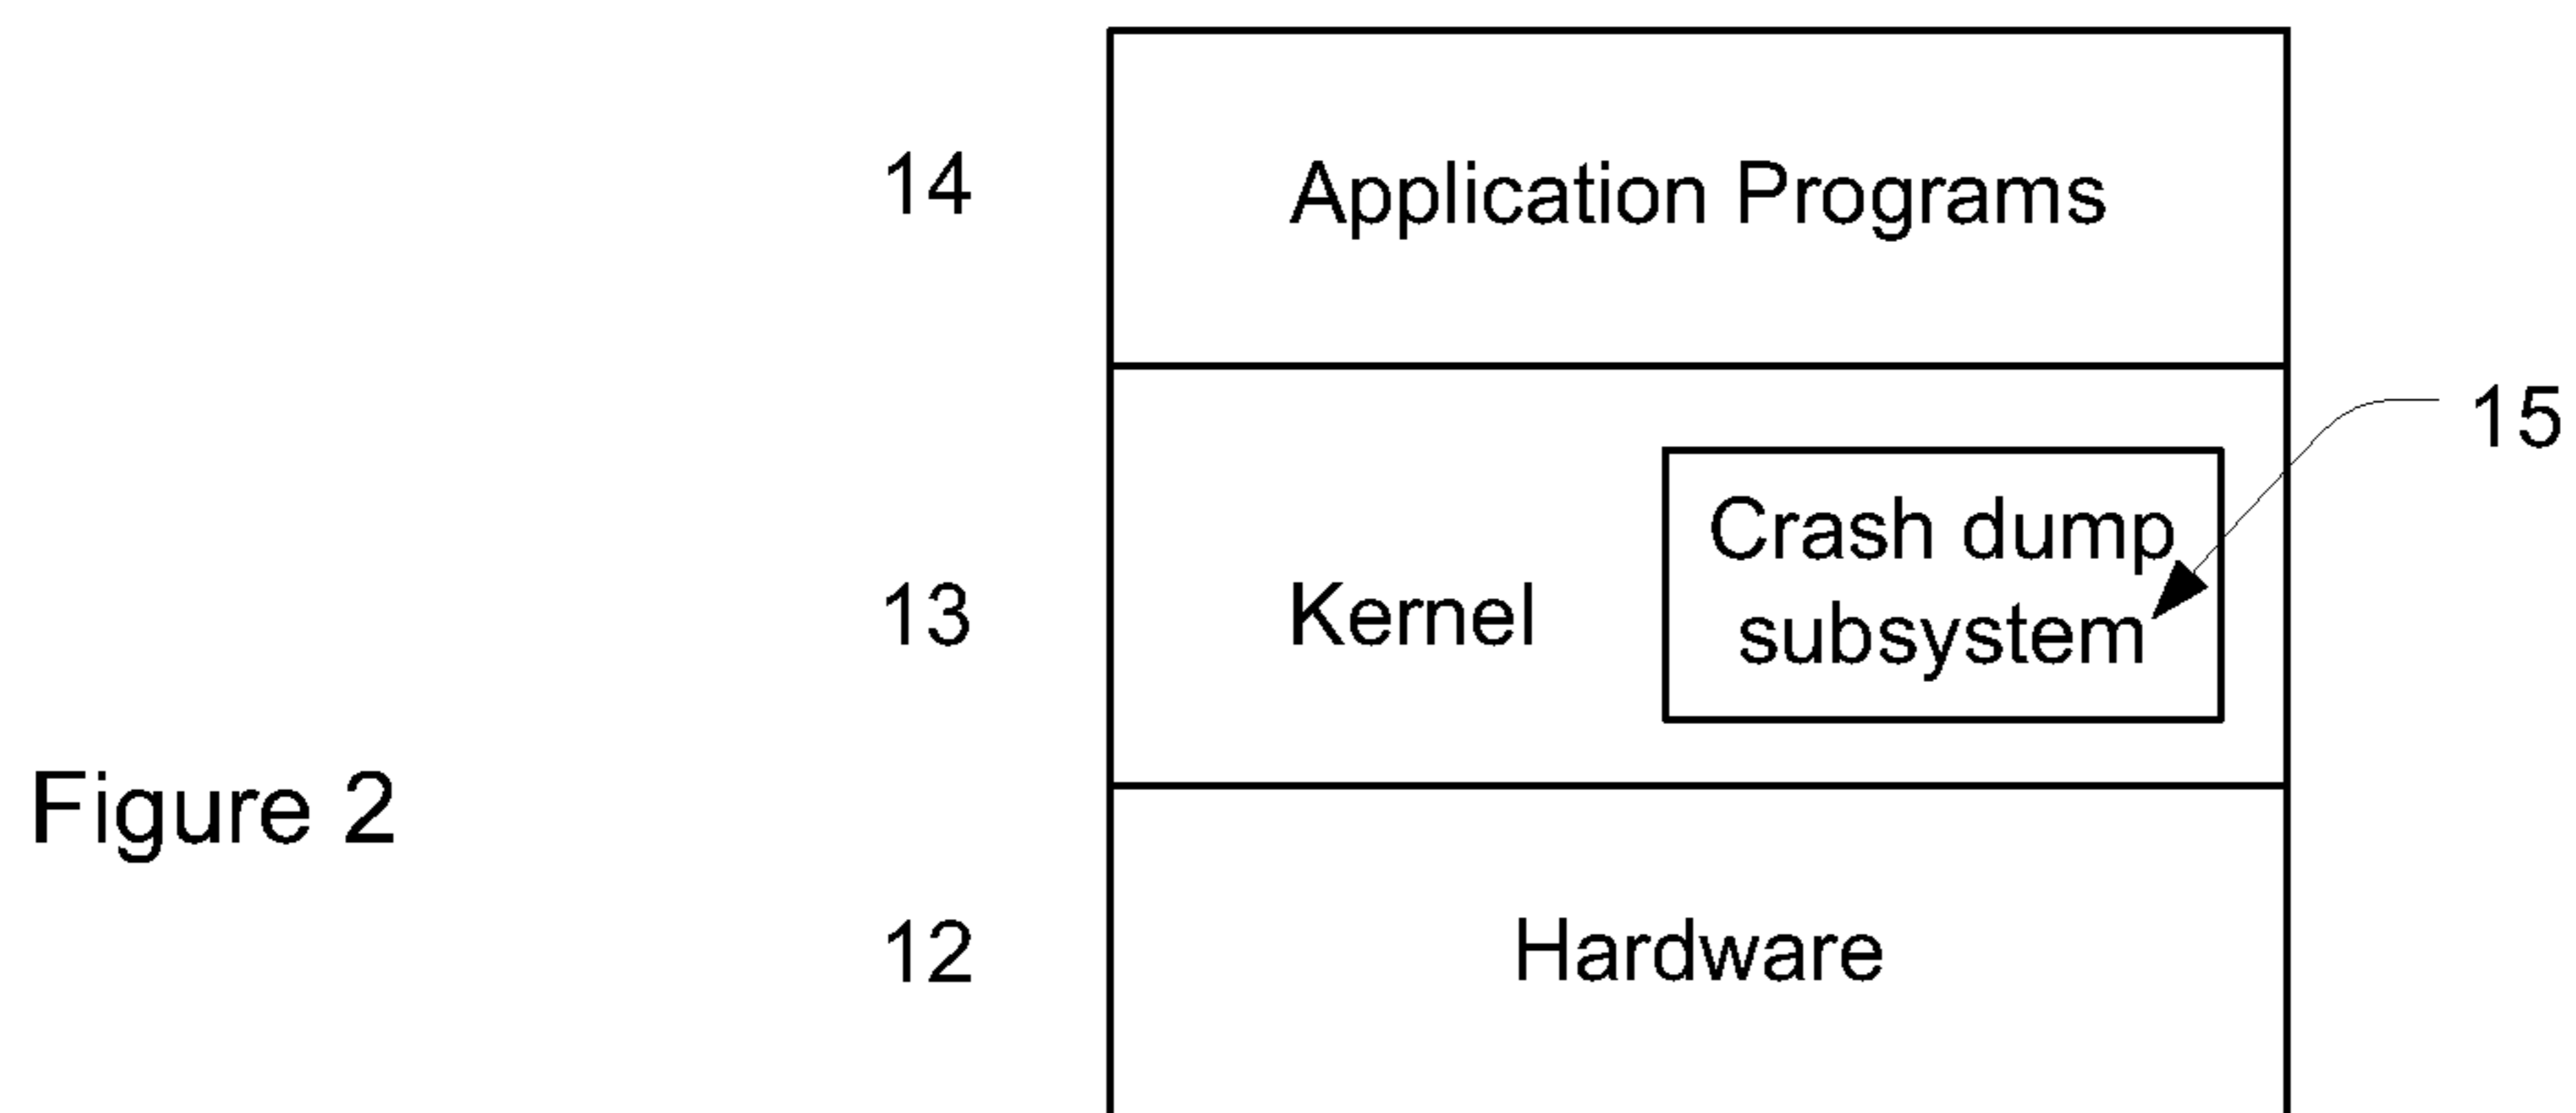 14
Application Programs
15
Crash dump
subsystem
13
Kernel
12
Hardware
Figure 2